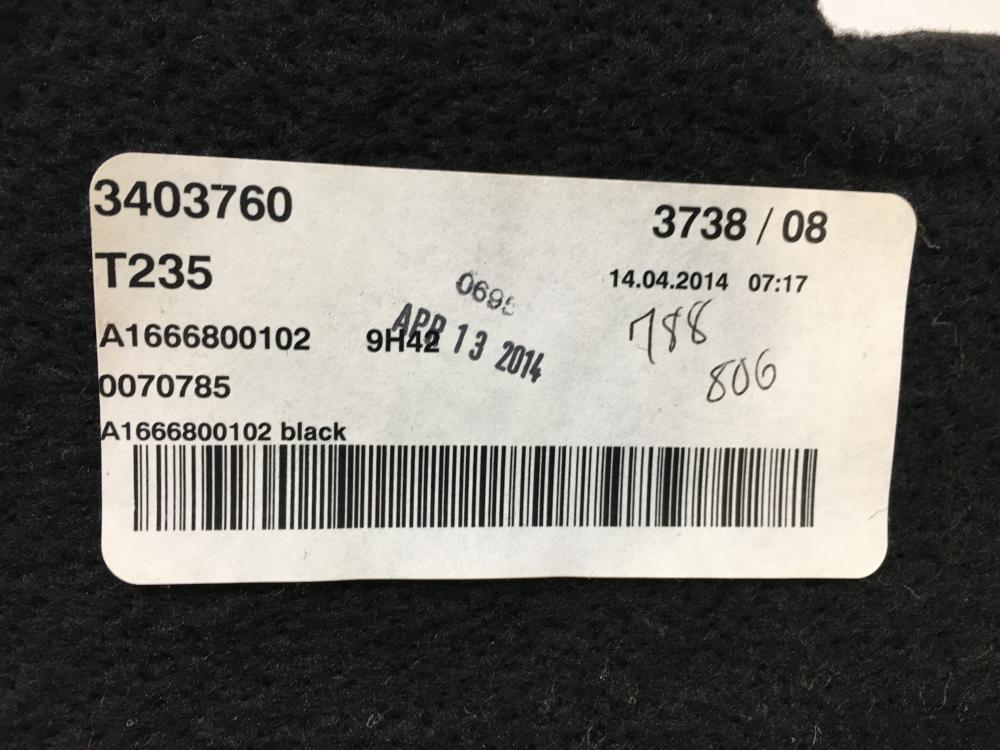 3403760
3738 / 08
T235
14.04.2014 07:17
APR 13 2014
788
A1666800102 9H42
806
0070785
A1666800102 black